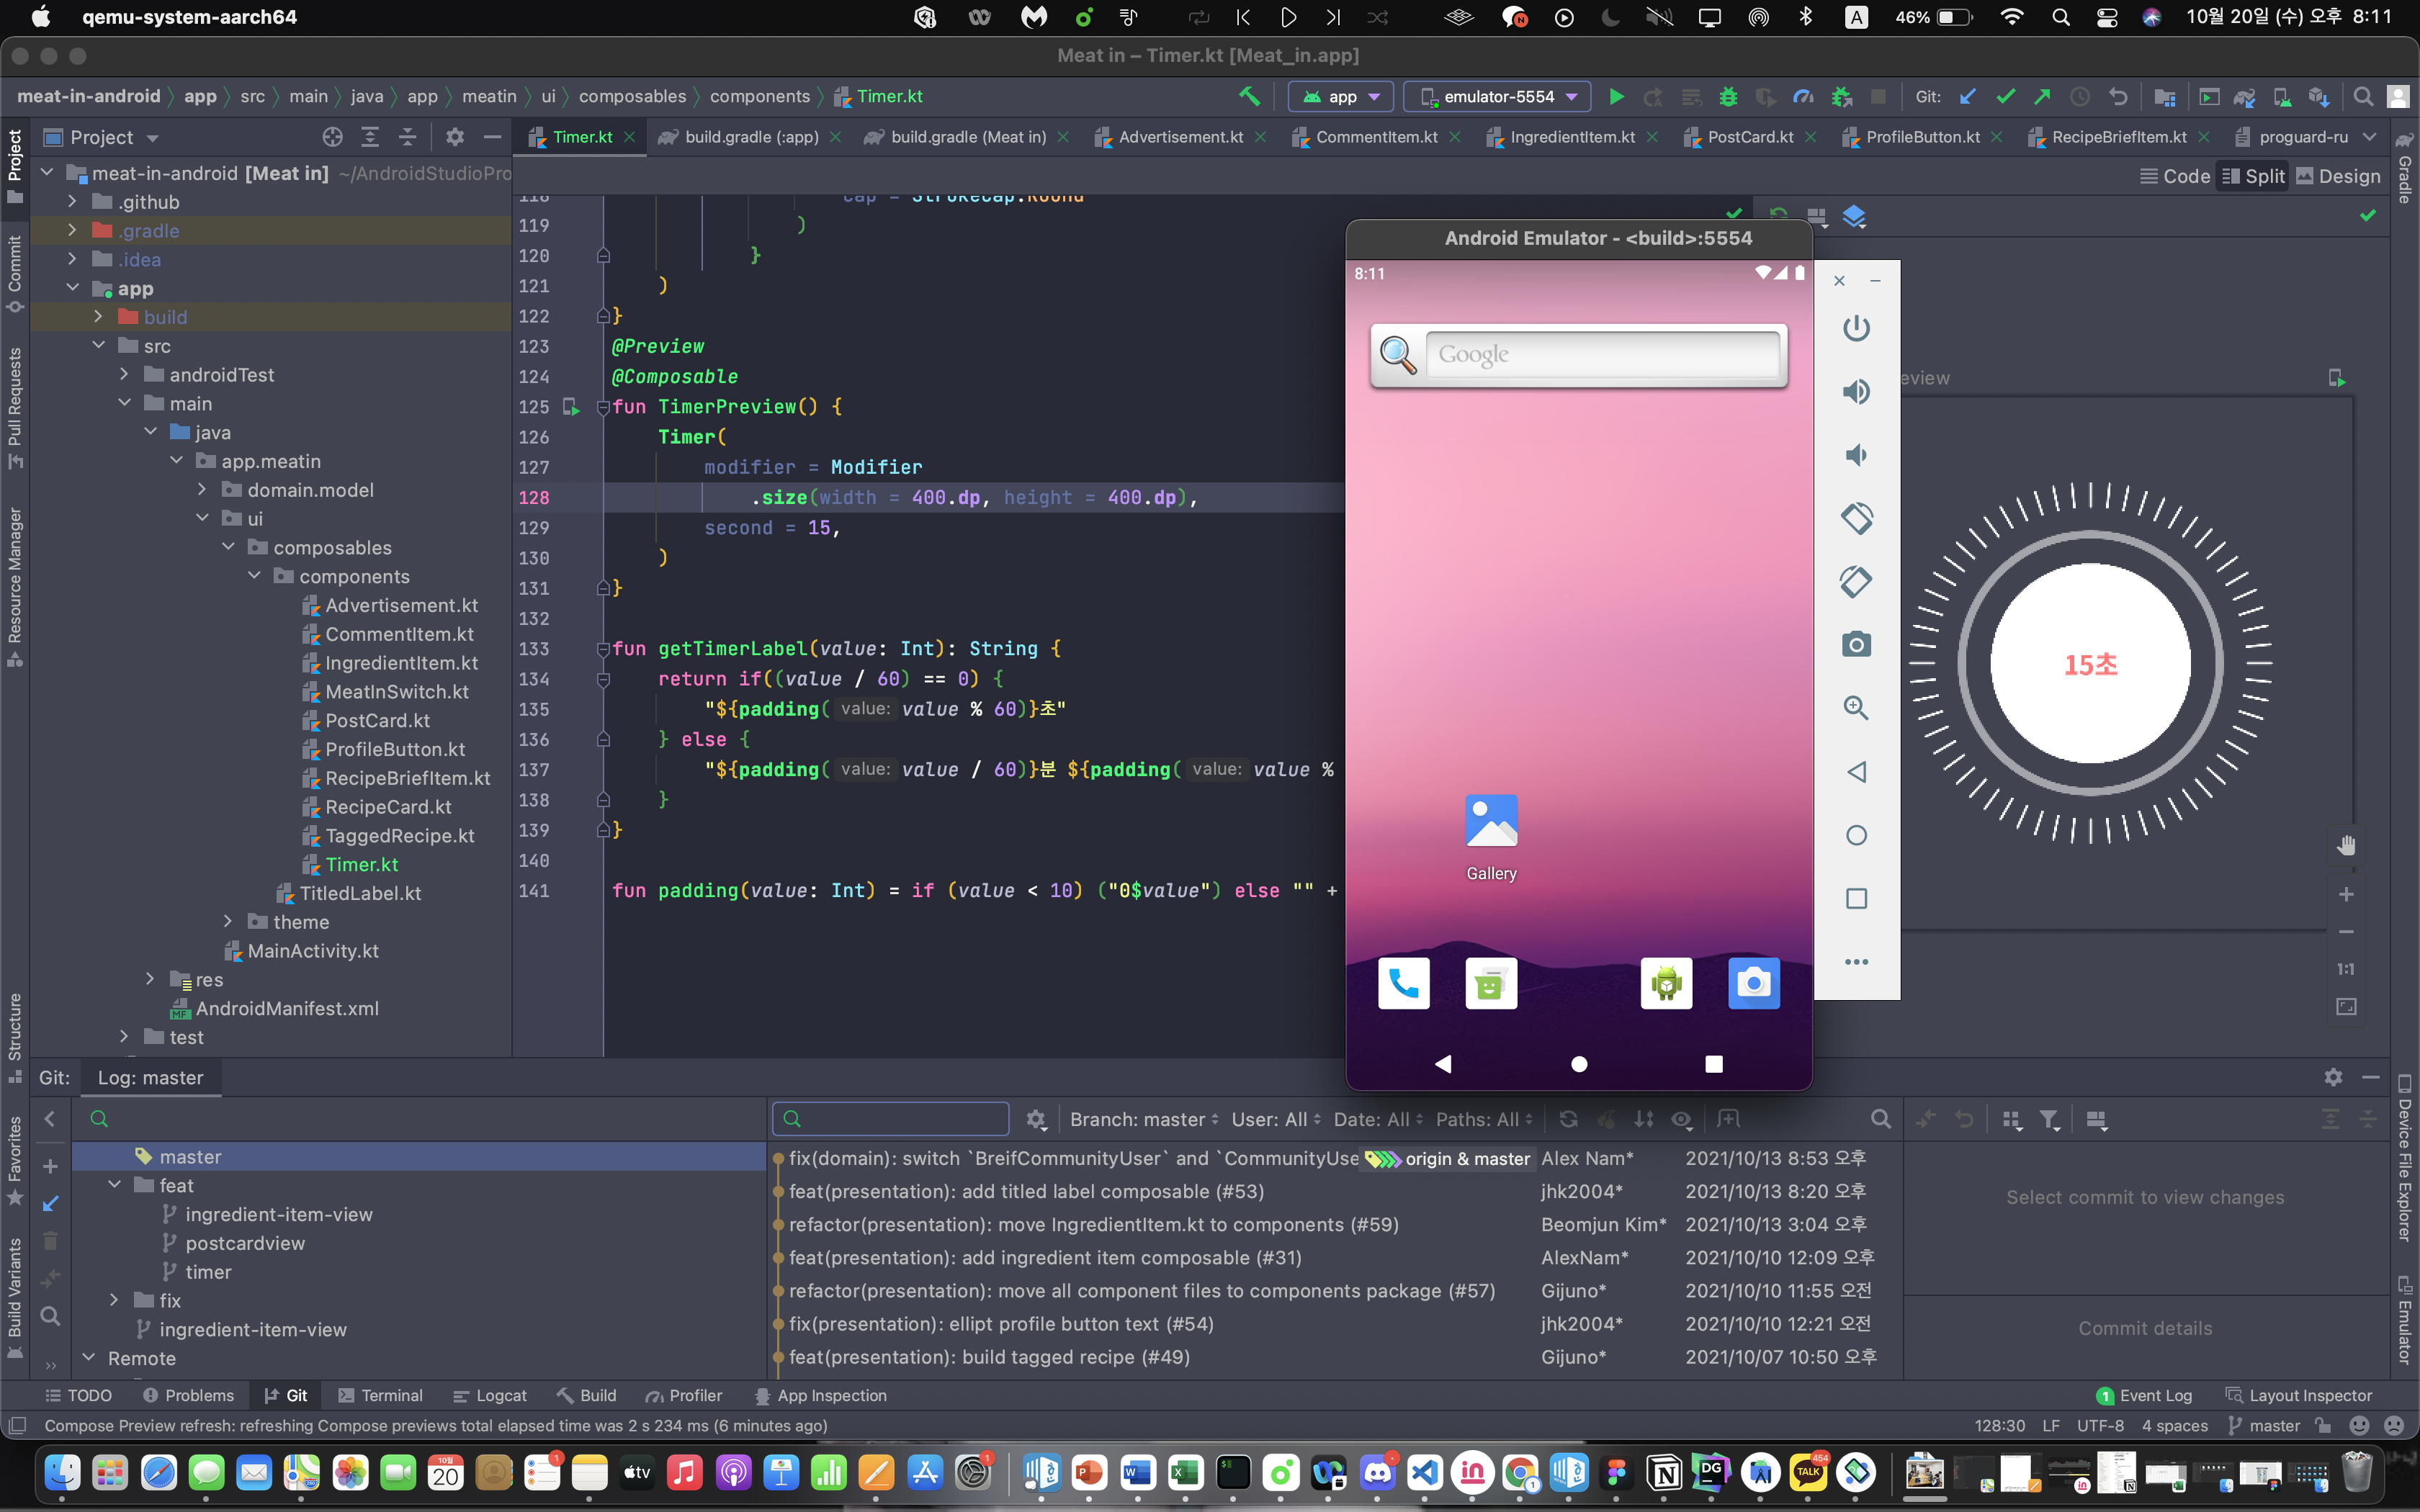 qemu-system-aarch64
46%
10월 20일 (수) 오후 8:11
Meat in – Timer.kt [Meat_in.app]
meat-in-android
app
src
main
java
app
meatin
ui
composables
components
Timer.kt
app
emulator-5554
Git:
Project
Timer.kt
build.gradle (:app)
build.gradle (Meat in)
Advertisement.kt
CommentItem.kt
IngredientItem.kt
PostCard.kt
ProfileButton.kt
RecipeBriefItem.kt
proguard-ru
Code
Split
Design
Project
Commit
Pull Requests
Resource Manager
Structure
Favorites
Build Variants
Gradle
Device File Explorer
Emulator
meat-in-android [Meat in] ~/AndroidStudioPro
.github
.gradle
.idea
app
build
src
androidTest
main
java
app.meatin
domain.model
ui
composables
components
Advertisement.kt
CommentItem.kt
IngredientItem.kt
MeatInSwitch.kt
PostCard.kt
ProfileButton.kt
RecipeBriefItem.kt
RecipeCard.kt
TaggedRecipe.kt
Timer.kt
TitledLabel.kt
theme
MainActivity.kt
res
AndroidManifest.xml
test
118 cap = StrokeCap.Round
119 )
120 }
121 )
122 }
123 @Preview
124 @Composable
125 fun TimerPreview() {
126 Timer(
127 modifier = Modifier
128 .size(width = 400.dp, height = 400.dp),
129 second = 15,
130 )
131 }
132
133 fun getTimerLabel(value: Int): String {
134 return if((value / 60) == 0) {
135 "${padding( value: value % 60)}초"
136 } else {
137 "${padding( value: value / 60)}분 ${padding( value: value %
138 }
139 }
140
141 fun padding(value: Int) = if (value < 10) ("0$value") else "" +
Android Emulator - <build>:5554
8:11
Google
Gallery
eview
15초
1:1
Git:
Log: master
master
feat
ingredient-item-view
postcardview
timer
fix
ingredient-item-view
Remote
Branch: master
User: All
Date: All
Paths: All
fix(domain): switch `BreifCommunityUser` and `CommunityUse origin & master Alex Nam* 2021/10/13 8:53 오후
feat(presentation): add titled label composable (#53) jhk2004* 2021/10/13 8:20 오후
refactor(presentation): move IngredientItem.kt to components (#59) Beomjun Kim* 2021/10/13 3:04 오후
feat(presentation): add ingredient item composable (#31) AlexNam* 2021/10/10 12:09 오후
refactor(presentation): move all component files to components package (#57) Gijuno* 2021/10/10 11:55 오전
fix(presentation): ellipt profile button text (#54) jhk2004* 2021/10/10 12:21 오전
feat(presentation): build tagged recipe (#49) Gijuno* 2021/10/07 10:50 오후
Select commit to view changes
Commit details
TODO
Problems
Git
Terminal
Logcat
Build
Profiler
App Inspection
1 Event Log
Layout Inspector
Compose Preview refresh: refreshing Compose previews total elapsed time was 2 s 234 ms (6 minutes ago)
128:30
LF
UTF-8
4 spaces
master
10월
20
1
tv
1
DG
TALK
454